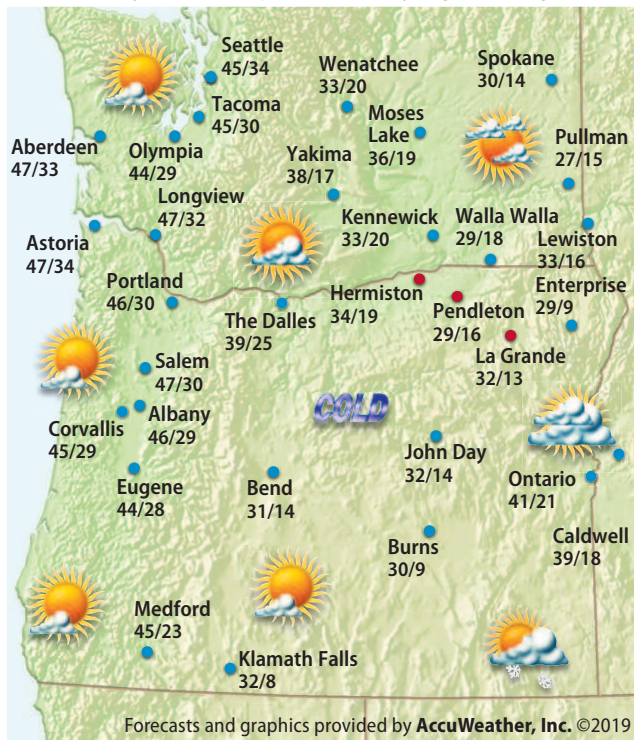 Seattle
45/34
Wenatchee
33/20
Spokane
30/14
Tacoma
45/30
Moses
Lake
36/19
Aberdeen
47/33
Olympia
44/29
Yakima
38/17
Pullman
27/15
Longview
47/32
Astoria
47/34
Kennewick
33/20
Walla Walla
29/18
Lewiston
33/16
Portland
46/30
The Dalles
39/25
Hermiston
34/19
Pendleton
29/16
Enterprise
29/9
La Grande
32/13
Salem
47/30
COLD
Corvallis
45/29
Albany
46/29
John Day
32/14
Ontario
41/21
Eugene
44/28
Bend
31/14
Burns
30/9
Caldwell
39/18
Medford
45/23
Klamath Falls
32/8
Forecasts and graphics provided by AccuWeather, Inc. ©2019